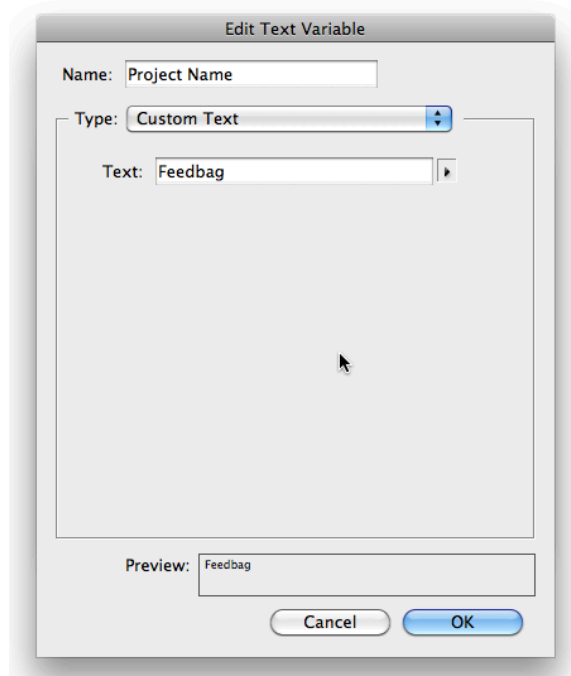 Edit Text Variable
Name: Project Name
Type: Custom Text
Text: Feedbag
Preview: Feedbag
Cancel OK